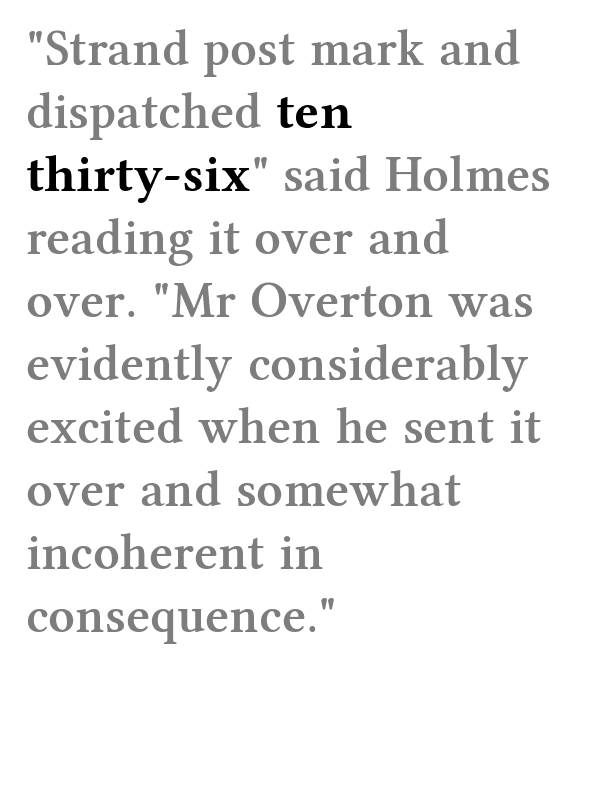 "Strand post mark and
dispatched ten
thirty-six" said Holmes
reading it over and
over. "Mr Overton was
evidently considerably
excited when he sent it
over and somewhat
incoherent in
consequence."